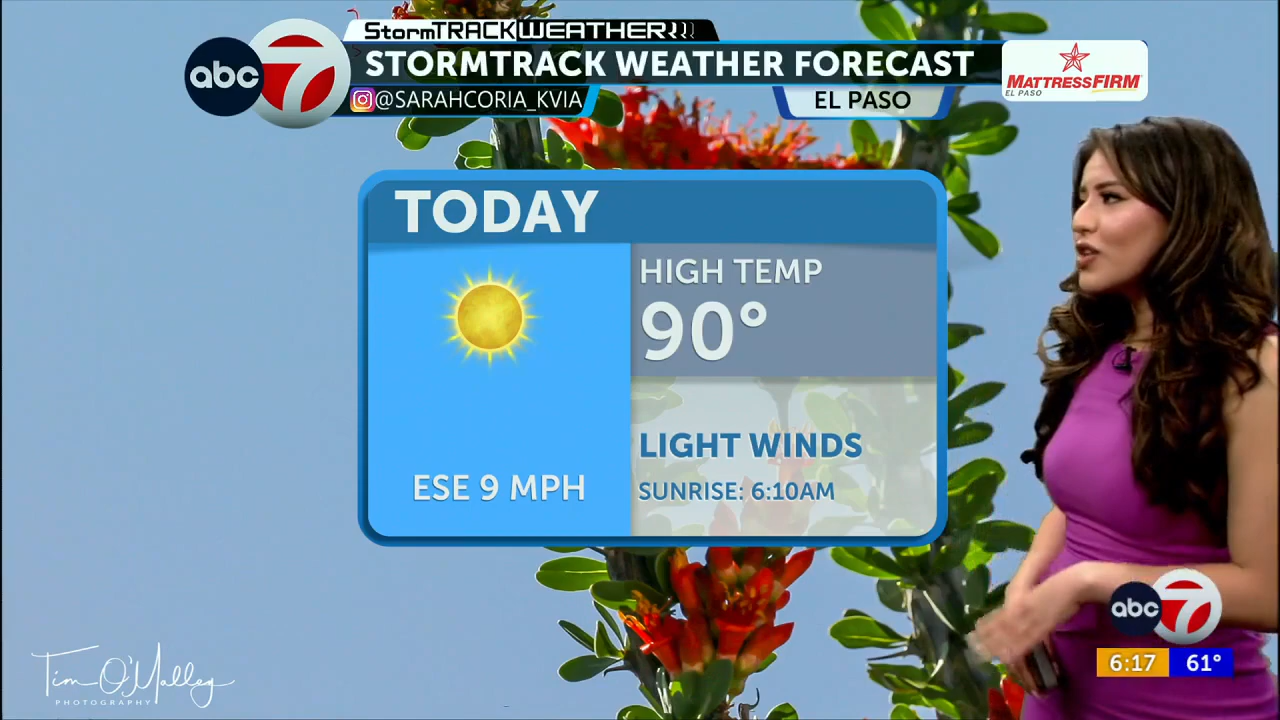 StormTRACK WEATHER
abc 7
STORMTRACK WEATHER FORECAST
@SARAHCORIA_KVIA
EL PASO
MATTRESSFIRM
EL PASO
TODAY
HIGH TEMP
90°
ESE 9 MPH
LIGHT WINDS
SUNRISE: 6:10AM
abc 7
6:17 61°
Tim O'Malley
PHOTOGRAPHY